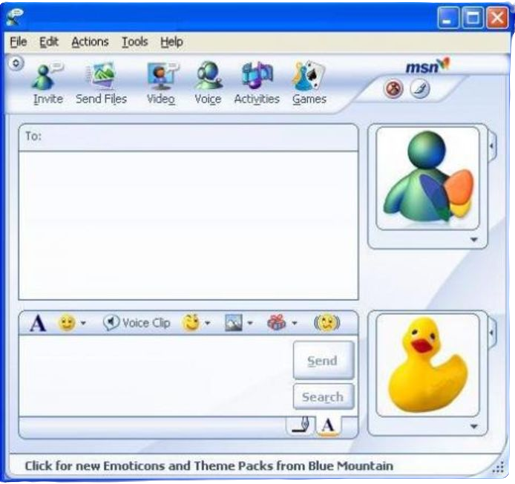 File Edit Actions Tools Help
msn
Invite Send Files Video Voice Activities Games
To:
A Voice Clip
Send
Search
A
Click for new Emoticons and Theme Packs from Blue Mountain